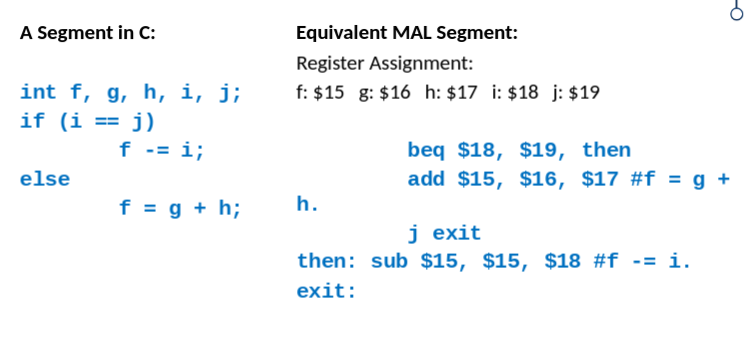 A Segment in C:
int f, g, h, i, j;
if (i == j)
f -= i;
else
f = g + h;
Equivalent MAL Segment:
Register Assignment:
f: $15 g: $16 h: $17 i: $18 j: $19
beq $18, $19, then
add $15, $16, $17 #f = g +
h.
j exit
then: sub $15, $15, $18 #f -= i.
exit: